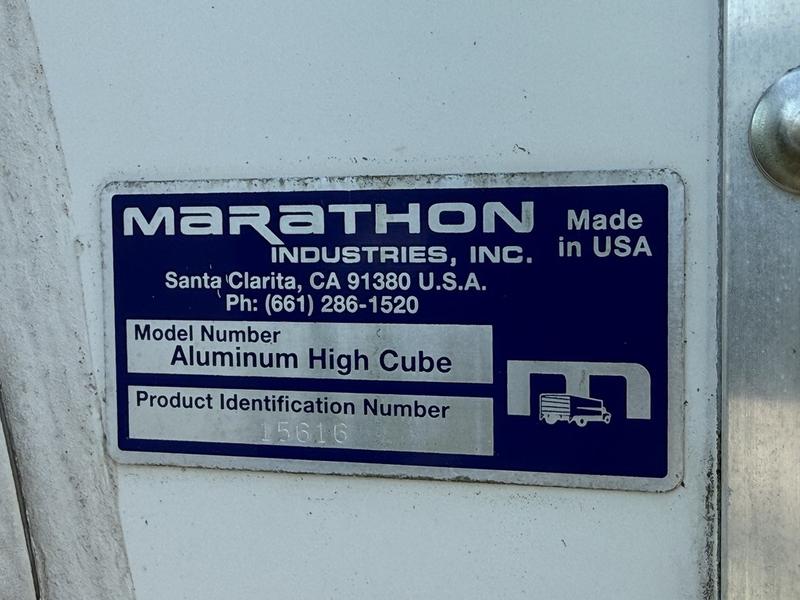 MARATHON
INDUSTRIES, INC.
Made
in USA
Santa Clarita, CA 91380 U.S.A.
Ph: (661) 286-1520
Model Number
Aluminum High Cube
Product Identification Number
15616